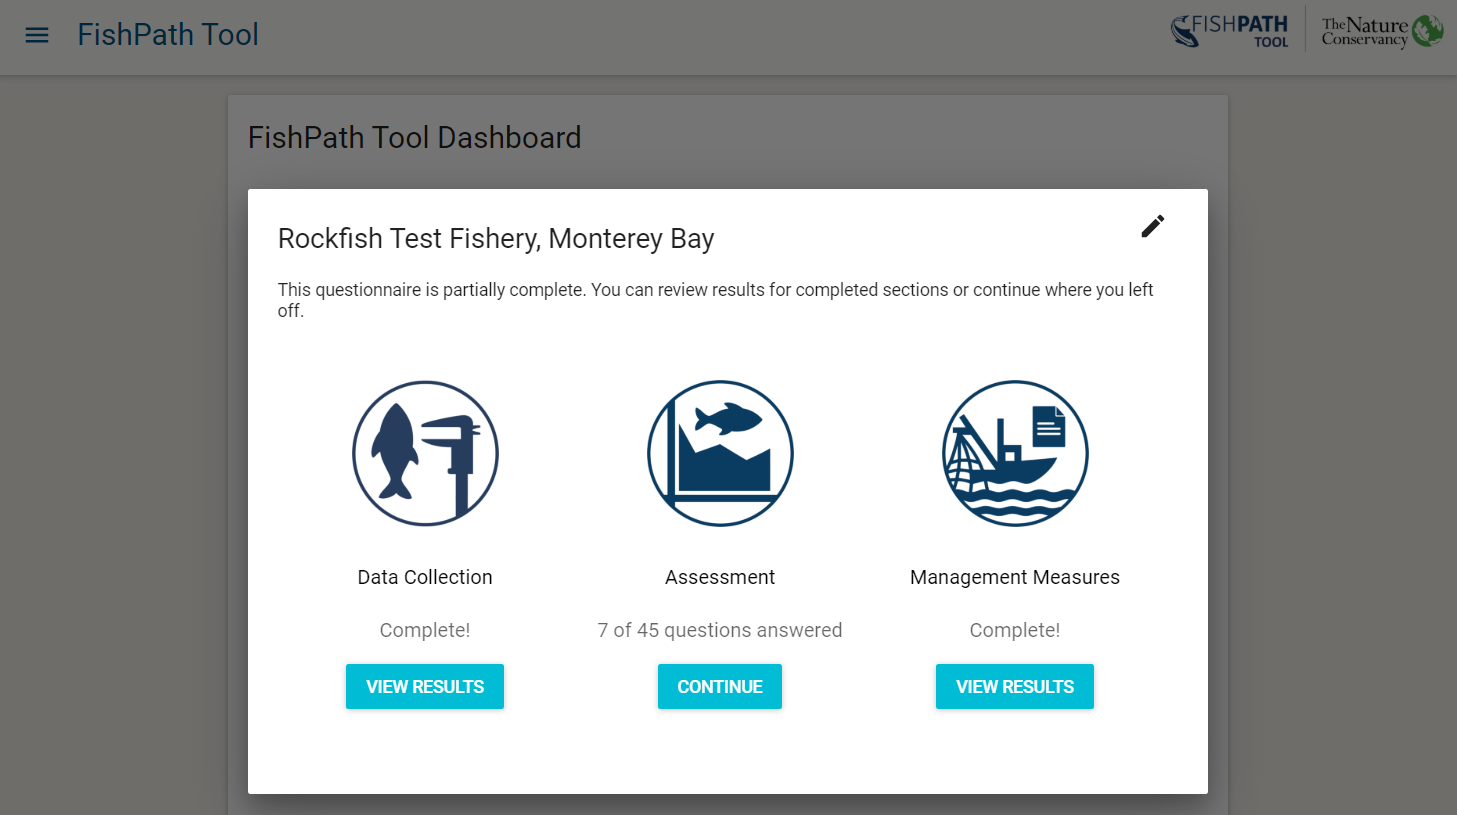 FishPath Tool
FISHPATH
TOOL
The Nature
Conservancy
FishPath Tool Dashboard
Rockfish Test Fishery, Monterey Bay
This questionnaire is partially complete. You can review results for completed sections or continue where you left
off.
Data Collection
Assessment
Management Measures
Complete!
7 of 45 questions answered
Complete!
VIEW RESULTS
CONTINUE
VIEW RESULTS